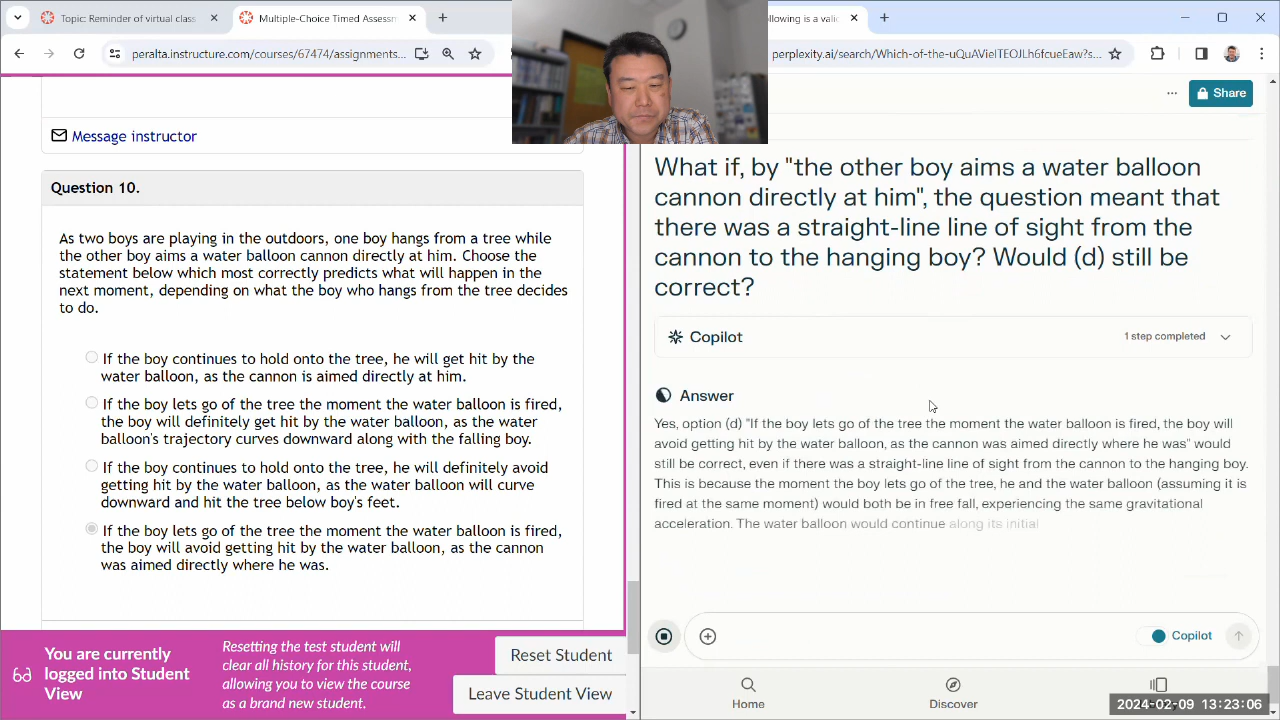 Topic: Reminder of virtual class
Multiple-Choice Timed Assessm
llowing is a valid
peralta.instructure.com/courses/67474/assignments...
perplexity.ai/search/Which-of-the-uQuAVieITEOJLh6fcueEaw?s...
Share
Message instructor
Question 10.
As two boys are playing in the outdoors, one boy hangs from a tree while
the other boy aims a water balloon cannon directly at him. Choose the
statement below which most correctly predicts what will happen in the
next moment, depending on what the boy who hangs from the tree decides
to do.
If the boy continues to hold onto the tree, he will get hit by the
water balloon, as the cannon is aimed directly at him.
If the boy lets go of the tree the moment the water balloon is fired,
the boy will definitely get hit by the water balloon, as the water
balloon's trajectory curves downward along with the falling boy.
If the boy continues to hold onto the tree, he will definitely avoid
getting hit by the water balloon, as the water balloon will curve
downward and hit the tree below boy's feet.
If the boy lets go of the tree the moment the water balloon is fired,
the boy will avoid getting hit by the water balloon, as the cannon
was aimed directly where he was.
You are currently
logged into Student
View
Resetting the test student will
clear all history for this student,
allowing you to view the course
as a brand new student.
Reset Student
Leave Student View
What if, by "the other boy aims a water balloon
cannon directly at him", the question meant that
there was a straight-line line of sight from the
cannon to the hanging boy? Would (d) still be
correct?
Copilot
1 step completed
Answer
Yes, option (d) "If the boy lets go of the tree the moment the water balloon is fired, the boy will
avoid getting hit by the water balloon, as the cannon was aimed directly where he was" would
still be correct, even if there was a straight-line line of sight from the cannon to the hanging boy.
This is because the moment the boy lets go of the tree, he and the water balloon (assuming it is
fired at the same moment) would both be in free fall, experiencing the same gravitational
acceleration. The water balloon would continue along its initial
Copilot
Home
Discover
2024-02-09 13:23:06